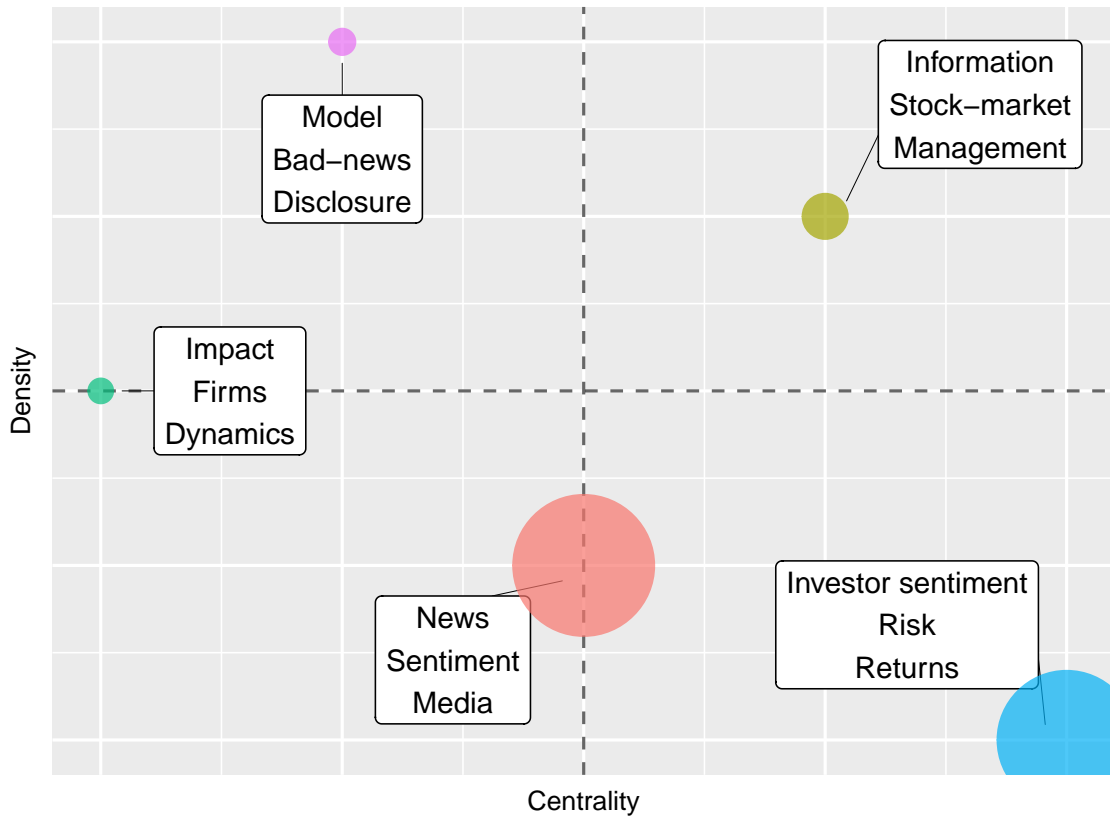 Information
Stock−market
Management
Model
Bad−news
Disclosure
Impact
Firms
Dynamics
Density
News
Sentiment
Media
Investor sentiment
Risk
Returns
Centrality